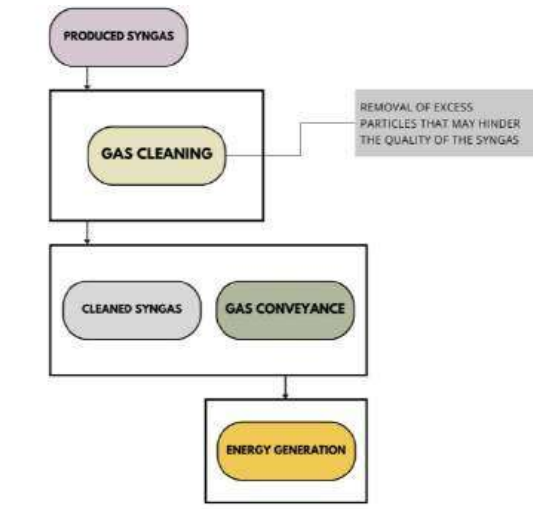 PRODUCED SYNGAS
GAS CLEANING
REMOVAL OF EXCESS
PARTICLES THAT MAY HINDER
THE QUALITY OF THE SYNGAS
CLEANED SYNGAS
GAS CONVEYANCE
ENERGY GENERATION